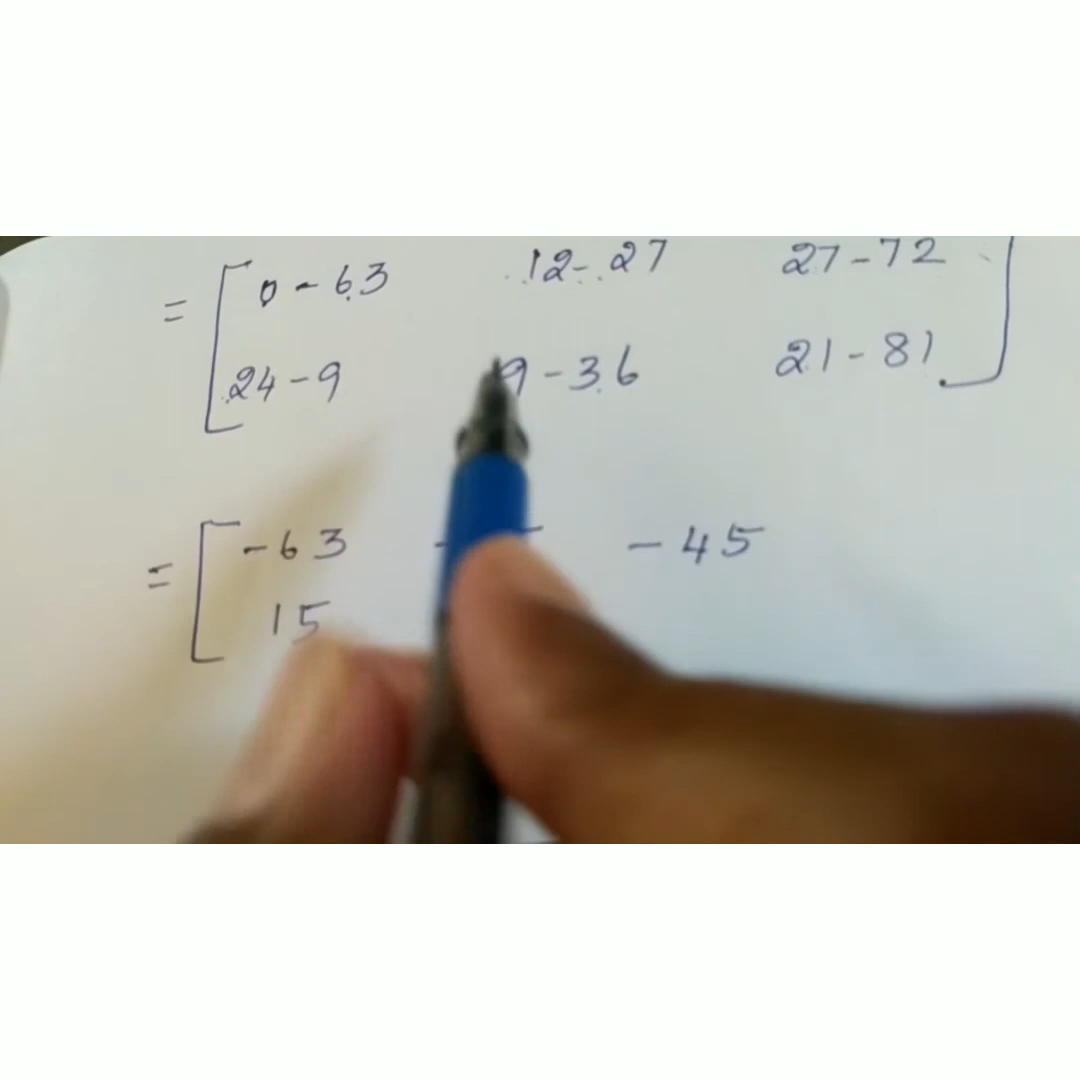 = [ 0 - 63 12 - 27 27 - 72 ]
24 - 9 9 - 36 21 - 81
= [ - 63 - 45
15